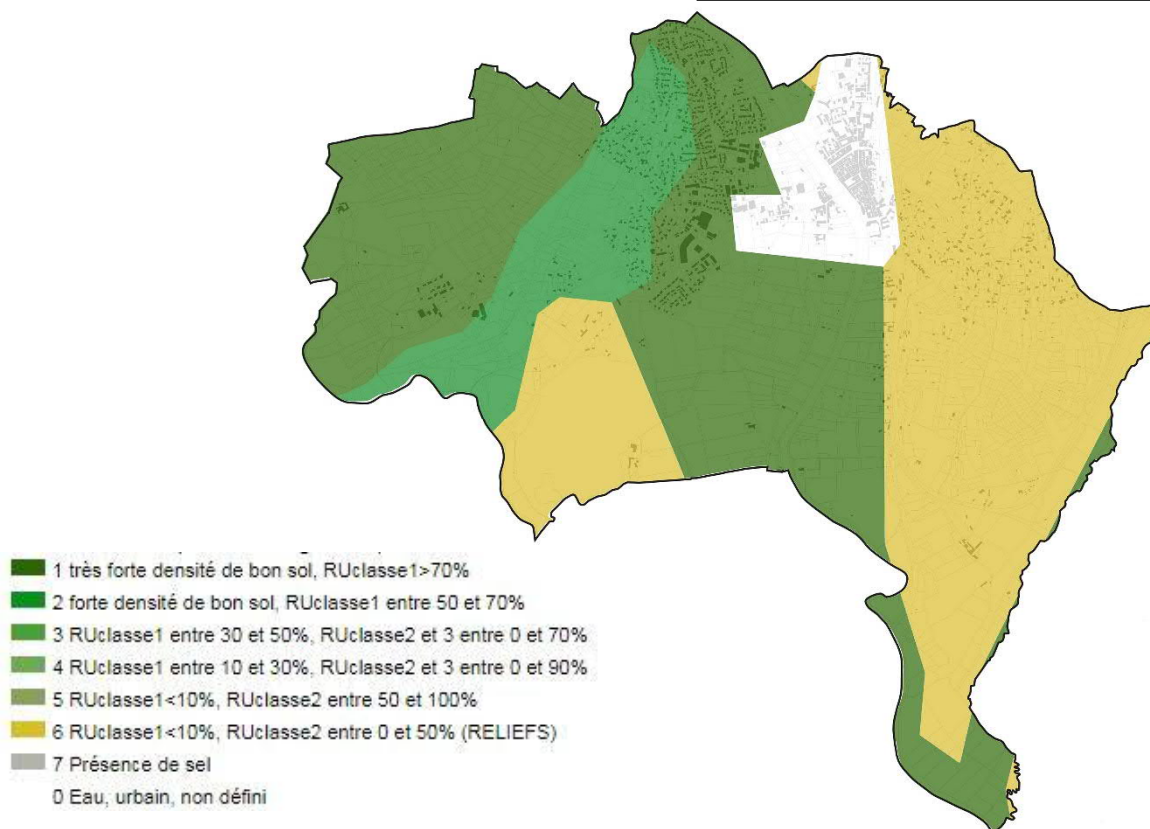 1 très forte densité de bon sol, RUclasse1>70%
2 forte densité de bon sol, RUclasse1 entre 50 et 70%
3 RUclasse1 entre 30 et 50%, RUclasse2 et 3 entre 0 et 70%
4 RUclasse1 entre 10 et 30%, RUclasse2 et 3 entre 0 et 90%
5 RUclasse1<10%, RUclasse2 entre 50 et 100%
6 RUclasse1<10%, RUclasse2 entre 0 et 50% (RELIEFS)
7 Présence de sel
0 Eau, urbain, non défini